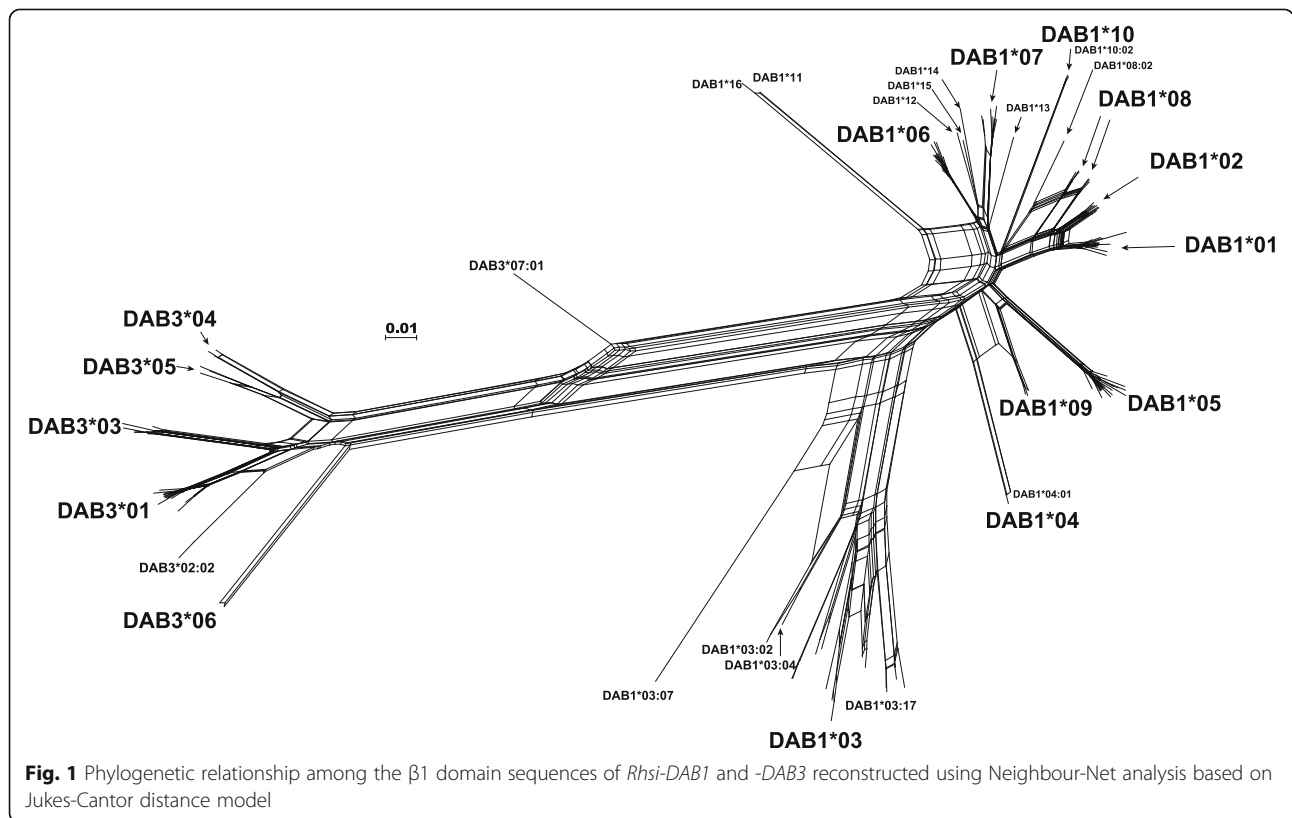 DAB1*10
DAB1*10:02
DAB1*07
DAB1*08:02
DAB1*14
DAB1*11
DAB1*16
DAB1*15
DAB1*12
DAB1*08
DAB1*13
DAB1*06
DAB1*02
DAB1*01
DAB3*07:01
DAB3*04
0.01
DAB3*05
DAB1*05
DAB1*09
DAB3*03
DAB1*04:01
DAB3*01
DAB1*04
DAB3*02:02
DAB3*06
DAB1*03:02
DAB1*03:04
DAB1*03:07
DAB1*03:17
DAB1*03
Fig. 1 Phylogenetic relationship among the β1 domain sequences of Rhsi-DAB1 and -DAB3 reconstructed using Neighbour-Net analysis based on
Jukes-Cantor distance model